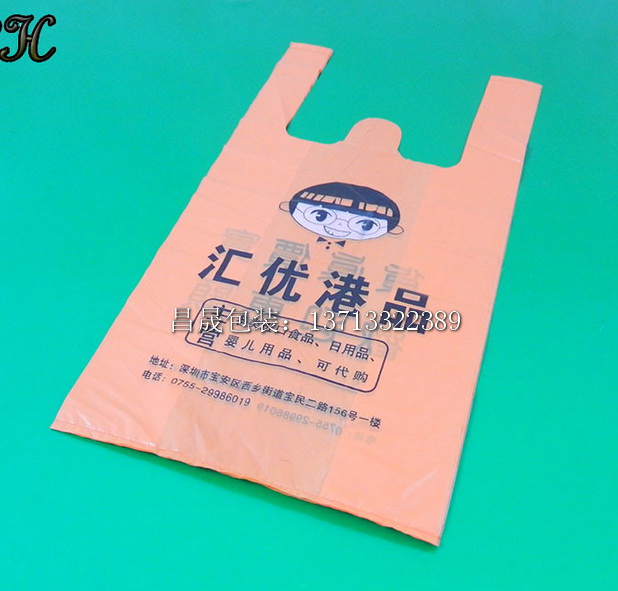 H
汇优港品
昌晟包装：13713322389
主 食品、日用品、
婴儿用品、可代购
地址：深圳市宝安区西乡街道宝民二路156号一楼
电话：0755-29986019